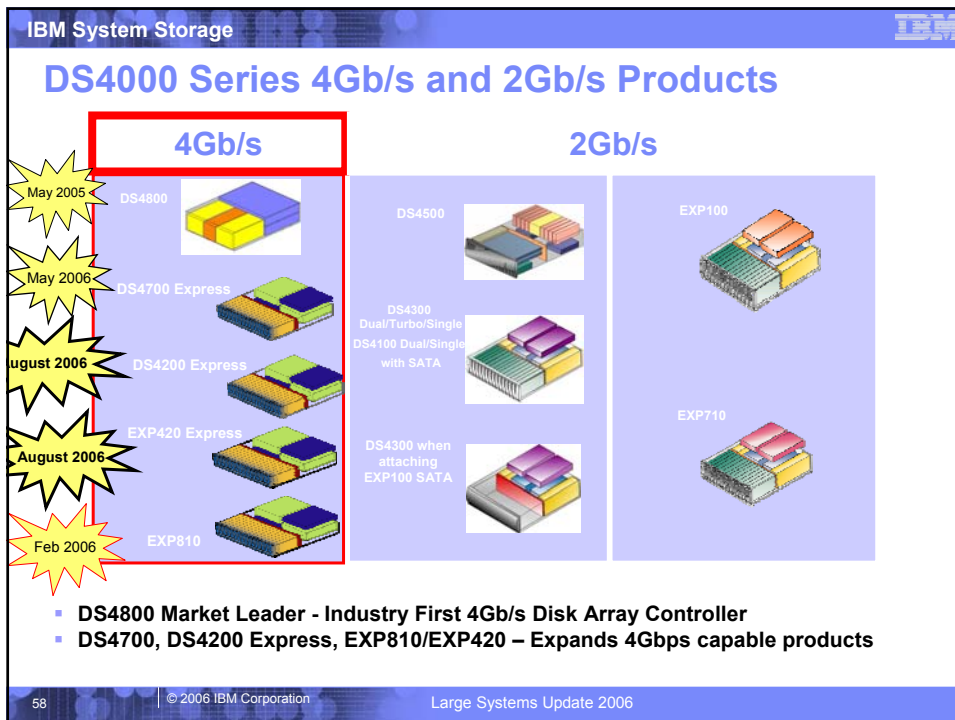 IBM System Storage
IBM
DS4000 Series 4Gb/s and 2Gb/s Products
4Gb/s
2Gb/s
May 2005
DS4800
May 2006
DS4700 Express
ugust 2006
DS4200 Express
August 2006
EXP420 Express
Feb 2006
EXP810
DS4500
DS4300
Dual/Turbo/Single
DS4100 Dual/Single
with SATA
DS4300 when
attaching
EXP100 SATA
EXP100
EXP710
▪ DS4800 Market Leader - Industry First 4Gb/s Disk Array Controller
▪ DS4700, DS4200 Express, EXP810/EXP420 – Expands 4Gbps capable products
58
© 2006 IBM Corporation
Large Systems Update 2006